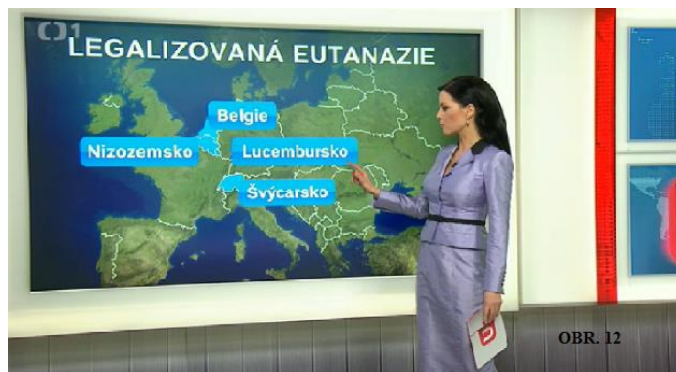 ČT1
LEGALIZOVANÁ EUTANAZIE
Belgie
Nizozemsko
Lucembursko
Švýcarsko
OBR. 12